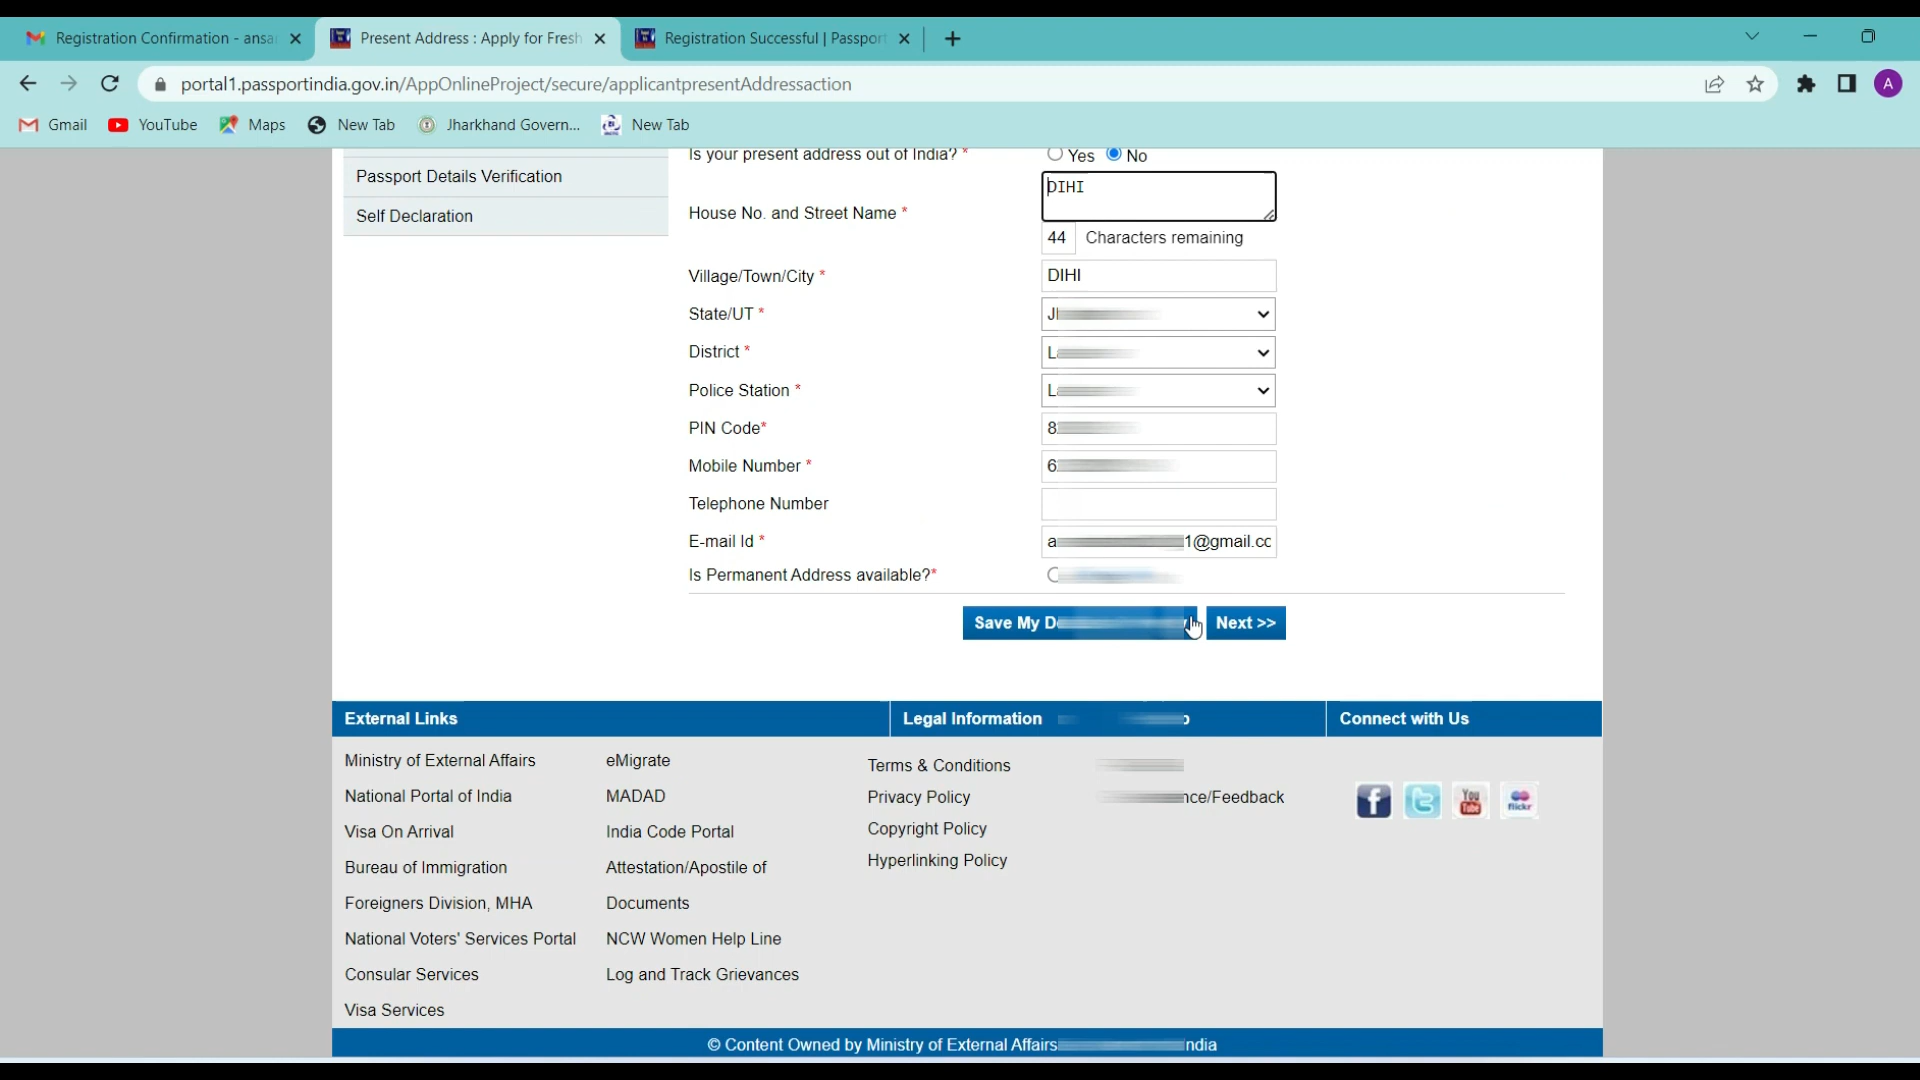 Registration Confirmation - ansa
Present Address : Apply for Fresh
Registration Successful | Passport
portal1.passportindia.gov.in/AppOnlineProject/secure/applicantpresentAddressaction
A
Gmail
YouTube
Maps
New Tab
Jharkhand Govern...
New Tab
Passport Details Verification
Self Declaration
Is your present address out of India? *
Yes No
House No. and Street Name *
DIHI
44 Characters remaining
Village/Town/City *
DIHI
State/UT *
District *
Police Station *
PIN Code*
8
Mobile Number *
6
Telephone Number
E-mail Id *
a 1@gmail.cc
Is Permanent Address available?*
Save My
Next >>
External Links
Legal Information
Connect with Us
Ministry of External Affairs
National Portal of India
Visa On Arrival
Bureau of Immigration
Foreigners Division, MHA
National Voters' Services Portal
Consular Services
Visa Services
eMigrate
MADAD
India Code Portal
Attestation/Apostile of
Documents
NCW Women Help Line
Log and Track Grievances
Terms & Conditions
Privacy Policy
Copyright Policy
Hyperlinking Policy
nce/Feedback
f
t
You Tube
flickr
© Content Owned by Ministry of External Affairs ndia